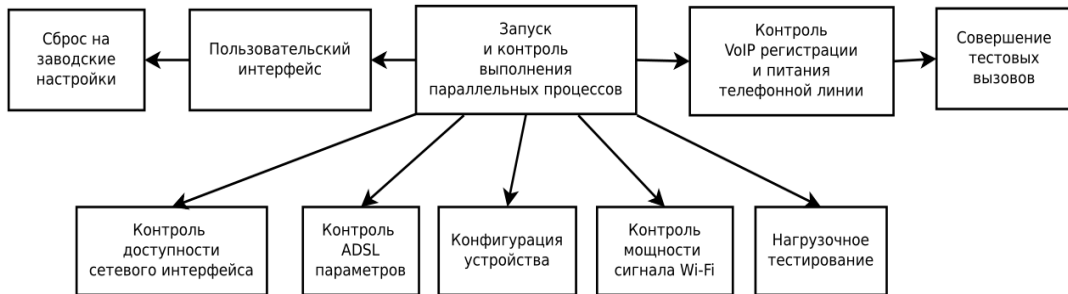 Сброс на
заводские
настройки
Пользовательский
интерфейс
Запуск
и контроль
выполнения
параллельных процессов
Контроль
VoIP регистрации
и питания
телефонной линии
Совершение
тестовых
вызовов
Контроль
доступности
сетевого интерфейса
Контроль
ADSL
параметров
Конфигурация
устройства
Контроль
мощности
сигнала Wi-Fi
Нагрузочное
тестирование